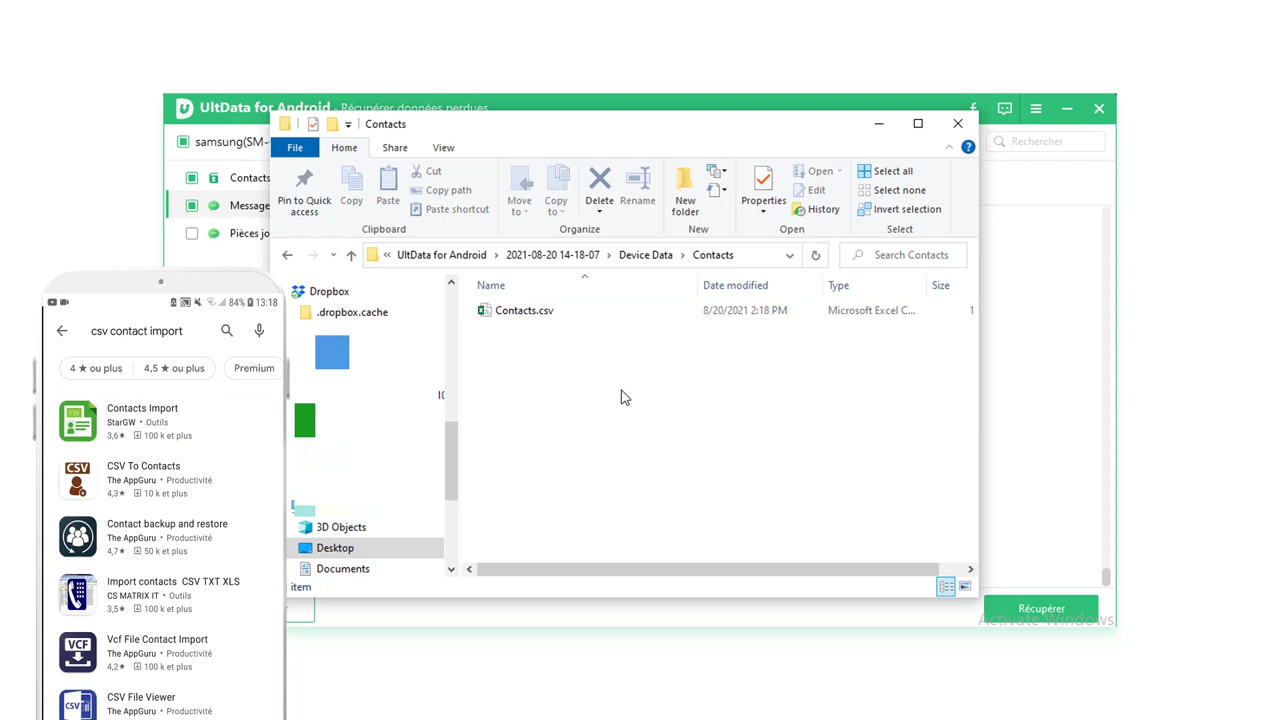 UltData for Android - Récupérer données perdues
samsung(SM-
Rechercher
Contacts
Message
Pièces jo
Contacts
File
Home
Share
View
Pin to Quick access
Copy
Paste
Cut
Copy path
Paste shortcut
Clipboard
Move to
Copy to
Delete
Rename
Organize
New folder
New
Properties
Open
Edit
History
Open
Select all
Select none
Invert selection
Select
« UltData for Android > 2021-08-20 14-18-07 > Device Data > Contacts
Search Contacts
Name
Date modified
Type
Size
Contacts.csv
8/20/2021 2:18 PM
Microsoft Excel C...
1
Dropbox
.dropbox.cache
3D Objects
Desktop
Documents
item
Récupérer
Activate Windows
84% 13:18
csv contact import
4 ★ ou plus
4,5 ★ ou plus
Premium
CSV
Contacts Import
StarGW • Outils
3,6★ 100 k et plus
CSV
CSV To Contacts
The AppGuru • Productivité
4,3★ 10 k et plus
Contact backup and restore
The AppGuru • Productivité
4,7★ 50 k et plus
Import contacts CSV TXT XLS
CS MATRIX IT • Outils
3,5★ 100 k et plus
VCF
Vcf File Contact Import
The AppGuru • Productivité
4,2★ 100 k et plus
CSV
CSV File Viewer
The AppGuru • Productivité